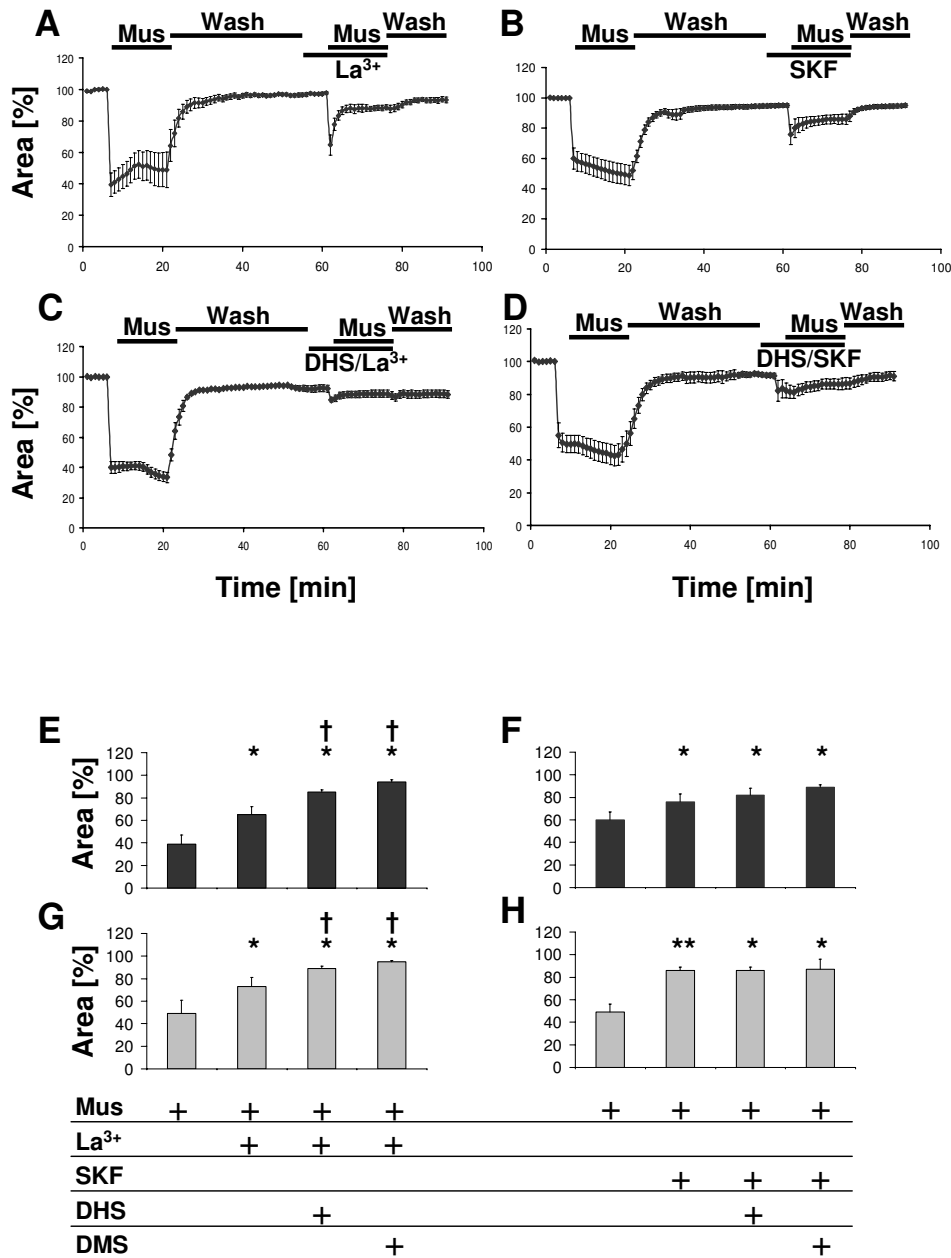 A
B
Mus Wash Mus Wash
La³⁺
Mus Wash Mus Wash
SKF
Area [%]
120
100
80
60
40
20
0
0 20 40 60 80 100
120
100
80
60
40
20
0
0 20 40 60 80 100
C
D
Mus Wash Mus Wash
DHS/La³⁺
Mus Wash Mus Wash
DHS/SKF
Area [%]
120
100
80
60
40
20
0
0 20 40 60 80 100
120
100
80
60
40
20
0
0 20 40 60 80 100
Time [min]
Time [min]
E
† †
* * *
Area [%]
120
100
80
60
40
20
0
F
* * *
120
100
80
60
40
20
0
G
† †
* * *
Area [%]
120
100
80
60
40
20
0
H
** * *
120
100
80
60
40
20
0
Mus + + + + + + + +
La³⁺ + + +
SKF + + +
DHS + +
DMS + +